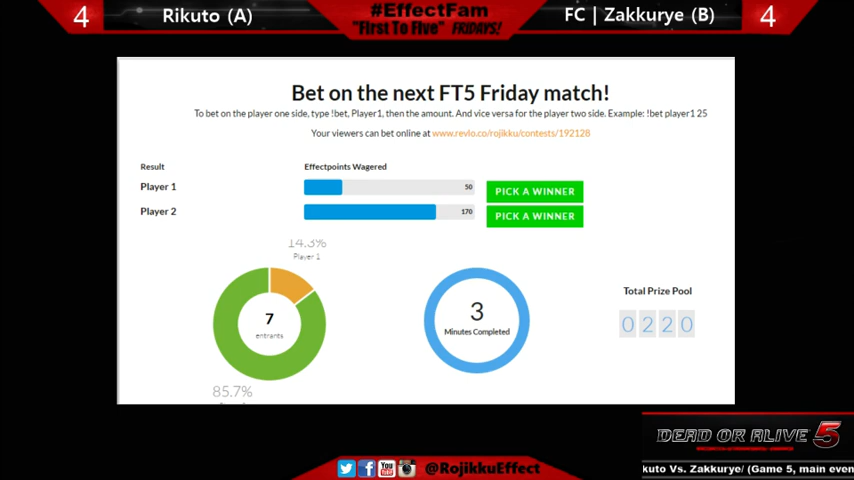 4
Rikuto (A)
#EffectFam
"First To Five" FRIDAYS!
FC | Zakkurye (B)
4
Bet on the next FT5 Friday match!
To bet on the player one side, type !bet, Player1, then the amount. And vice versa for the player two side. Example: !bet player1 25
Your viewers can bet online at www.revlo.co/rojikku/contests/192128
Result
Effectpoints Wagered
Player 1
50
PICK A WINNER
Player 2
170
PICK A WINNER
14.3%
Player 1
7
entrants
85.7%
3
Minutes Completed
Total Prize Pool
0220
DEAD OR ALIVE 5
kuto Vs. Zakkurye/ (Game 5, main even
You Tube
@RojikkuEffect